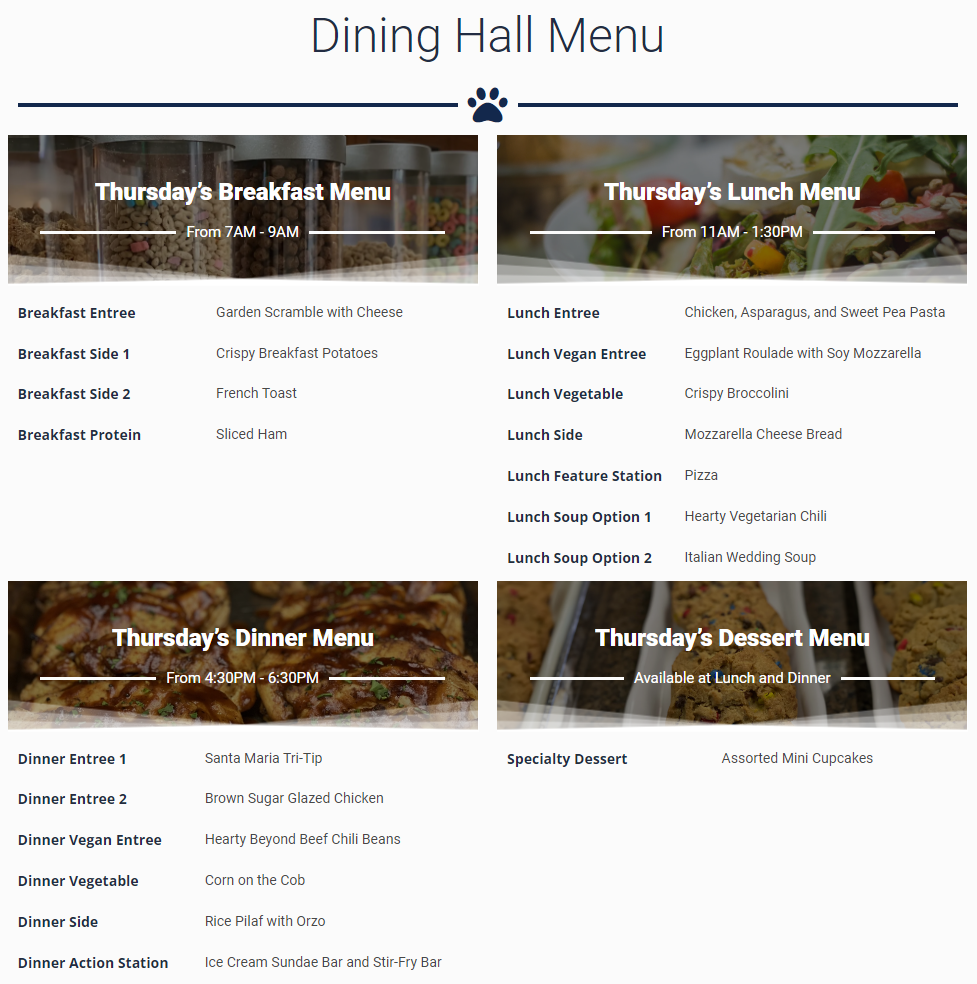 Dining Hall Menu
Thursday’s Breakfast Menu
From 7AM - 9AM
Breakfast Entree Garden Scramble with Cheese
Breakfast Side 1 Crispy Breakfast Potatoes
Breakfast Side 2 French Toast
Breakfast Protein Sliced Ham
Thursday’s Lunch Menu
From 11AM - 1:30PM
Lunch Entree Chicken, Asparagus, and Sweet Pea Pasta
Lunch Vegan Entree Eggplant Roulade with Soy Mozzarella
Lunch Vegetable Crispy Broccolini
Lunch Side Mozzarella Cheese Bread
Lunch Feature Station Pizza
Lunch Soup Option 1 Hearty Vegetarian Chili
Lunch Soup Option 2 Italian Wedding Soup
Thursday’s Dinner Menu
From 4:30PM - 6:30PM
Dinner Entree 1 Santa Maria Tri-Tip
Dinner Entree 2 Brown Sugar Glazed Chicken
Dinner Vegan Entree Hearty Beyond Beef Chili Beans
Dinner Vegetable Corn on the Cob
Dinner Side Rice Pilaf with Orzo
Dinner Action Station Ice Cream Sundae Bar and Stir-Fry Bar
Thursday’s Dessert Menu
Available at Lunch and Dinner
Specialty Dessert Assorted Mini Cupcakes